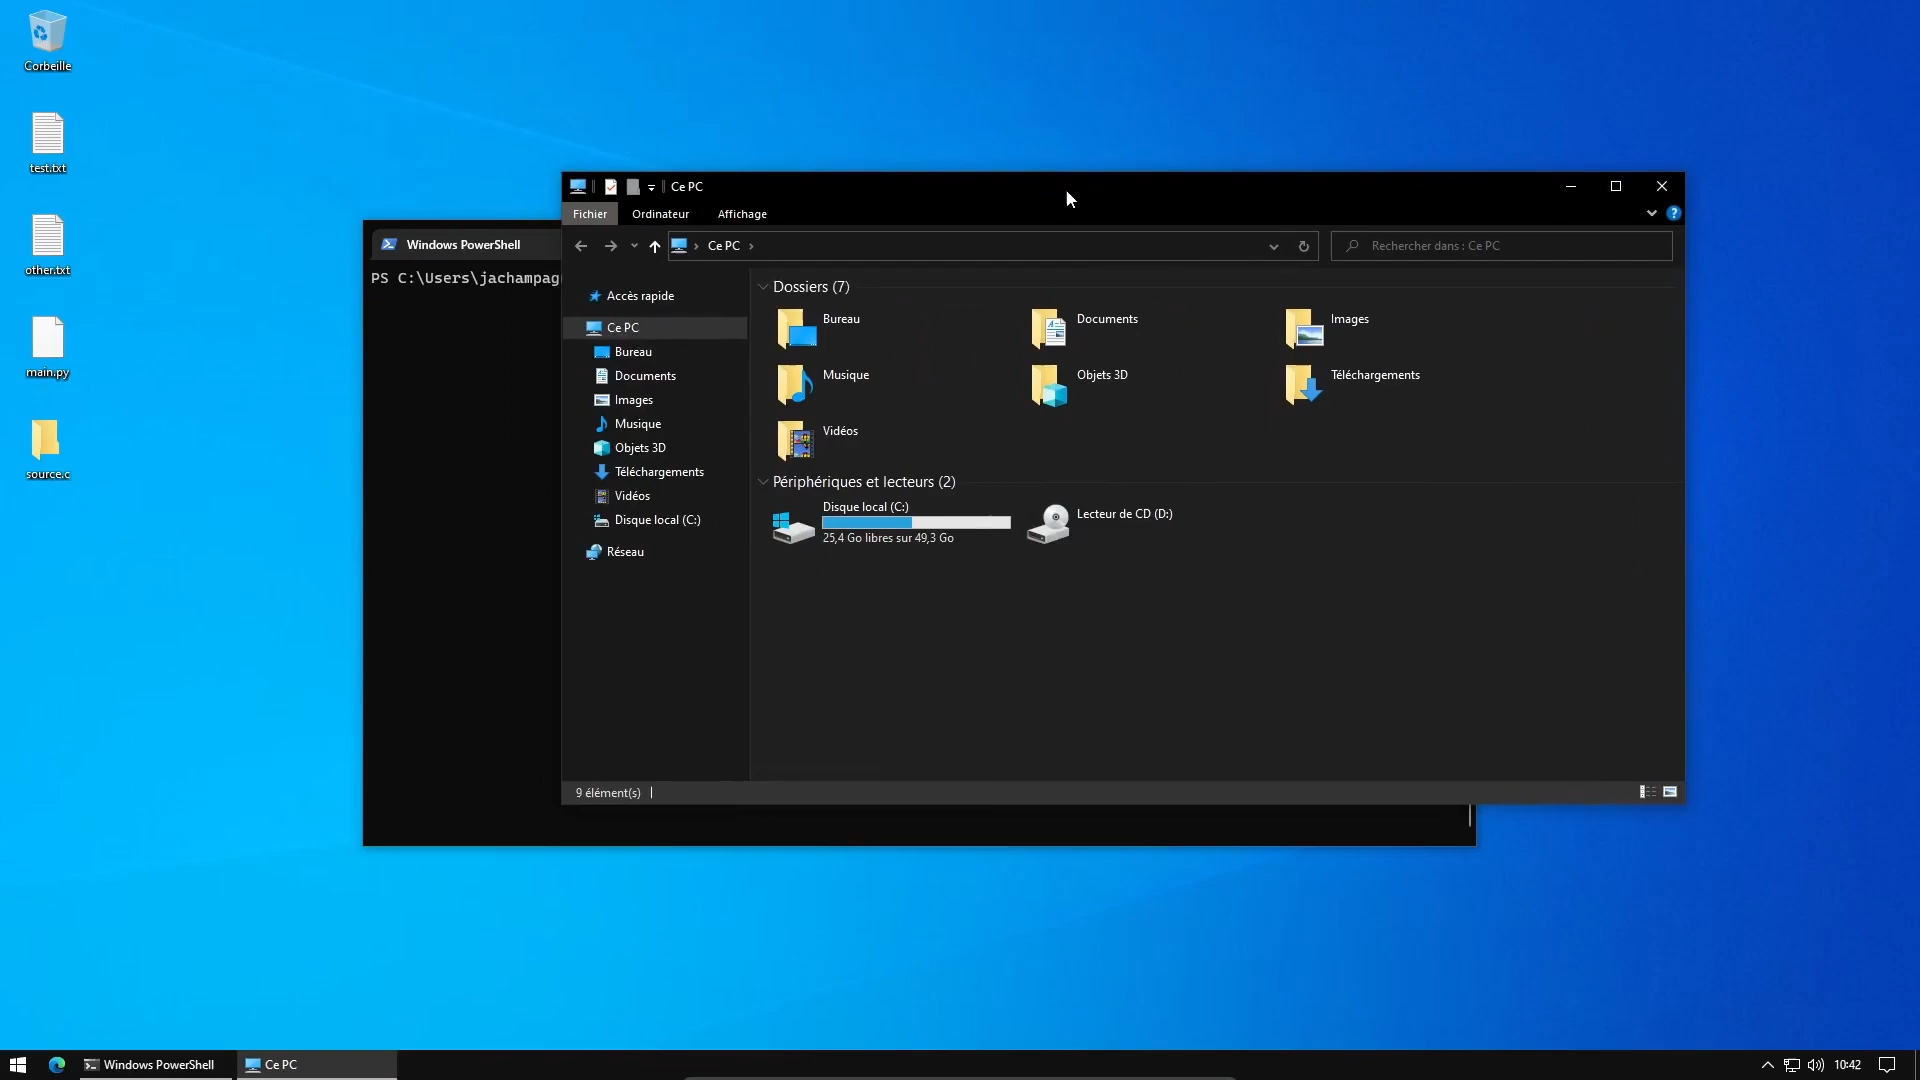 Corbeille
test.txt
other.txt
main.py
source.c
Windows PowerShell
PS C:\Users\jachampag
Ce PC
Fichier
Ordinateur
Affichage
Ce PC
Rechercher dans : Ce PC
Accès rapide
Ce PC
Bureau
Documents
Images
Musique
Objets 3D
Téléchargements
Vidéos
Disque local (C:)
Réseau
Dossiers (7)
Bureau
Documents
Images
Musique
Objets 3D
Téléchargements
Vidéos
Périphériques et lecteurs (2)
Disque local (C:)
25,4 Go libres sur 49,3 Go
Lecteur de CD (D:)
9 élément(s)
Windows PowerShell
Ce PC
10:42